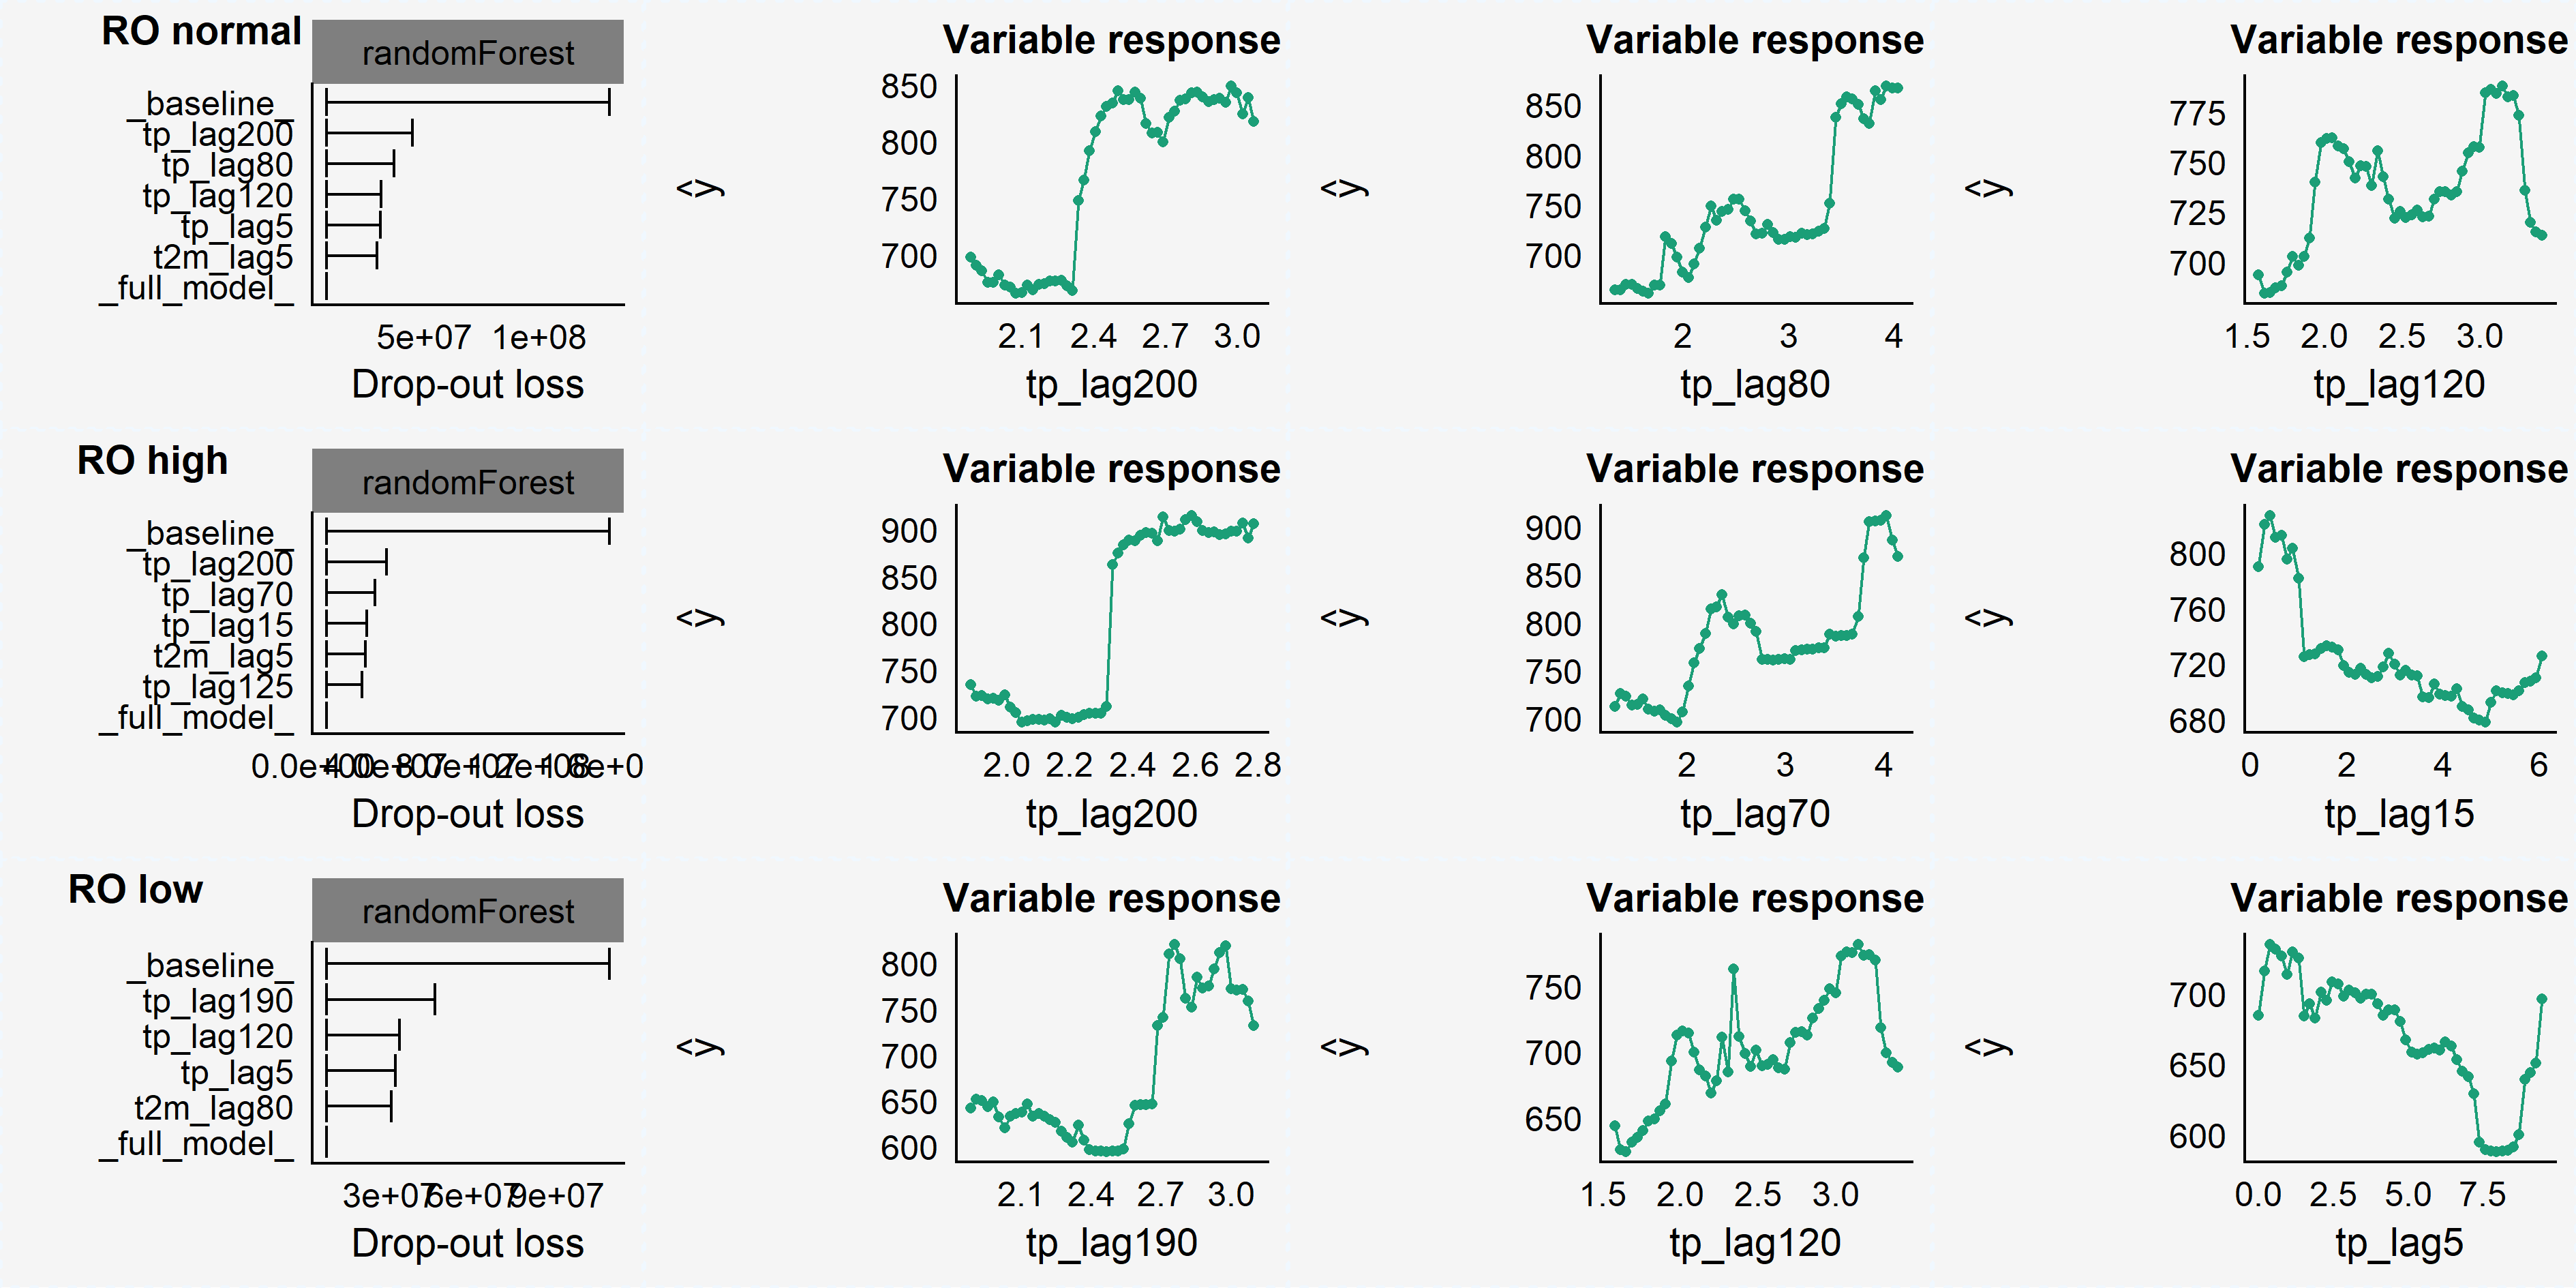 RO normal
randomForest
_baseline_
tp_lag200
tp_lag80
tp_lag120
tp_lag5
t2m_lag5
_full_model_
5e+07 1e+08
Drop-out loss
Variable response
850
800
750
700
2.1 2.4 2.7 3.0
tp_lag200
<y
Variable response
850
800
750
700
2 3 4
tp_lag80
<y
Variable response
775
750
725
700
1.5 2.0 2.5 3.0
tp_lag120
<y
RO high
randomForest
_baseline_
tp_lag200
tp_lag70
tp_lag15
t2m_lag5
tp_lag125
_full_model_
Drop-out loss
Variable response
900
850
800
750
700
2.0 2.2 2.4 2.6 2.8
tp_lag200
<y
Variable response
900
850
800
750
700
2 3 4
tp_lag70
<y
Variable response
800
760
720
680
0 2 4 6
tp_lag15
<y
RO low
randomForest
_baseline_
tp_lag190
tp_lag120
tp_lag5
t2m_lag80
_full_model_
3e+07 6e+07 9e+07
Drop-out loss
Variable response
800
750
700
650
600
2.1 2.4 2.7 3.0
tp_lag190
<y
Variable response
750
700
650
1.5 2.0 2.5 3.0
tp_lag120
<y
Variable response
700
650
600
0.0 2.5 5.0 7.5
tp_lag5
<y